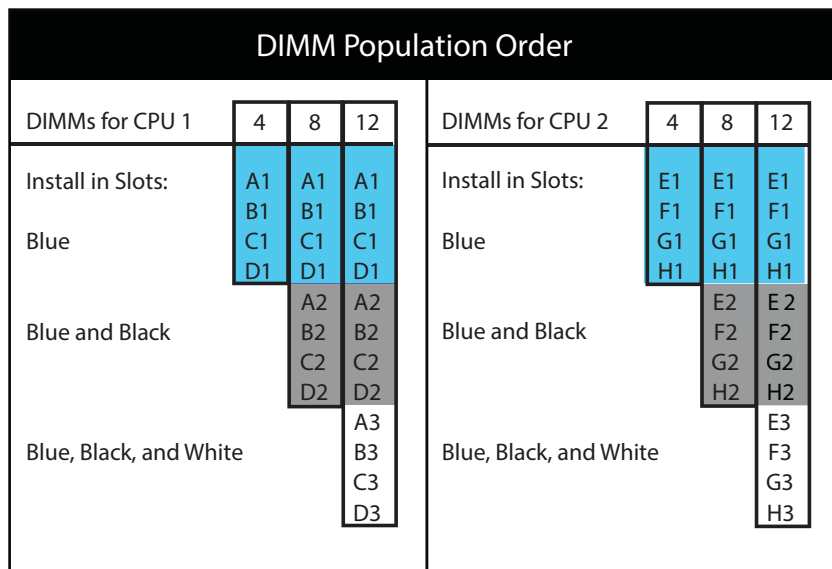 DIMM Population Order
DIMMs for CPU 1 4 8 12
Install in Slots: A1 A1 A1
B1 B1 B1
Blue C1 C1 C1
D1 D1 D1
A2 A2
Blue and Black B2 B2
C2 C2
D2 D2
A3
Blue, Black, and White B3
C3
D3
DIMMs for CPU 2 4 8 12
Install in Slots: E1 E1 E1
F1 F1 F1
Blue G1 G1 G1
H1 H1 H1
E2 E 2
Blue and Black F2 F2
G2 G2
H2 H2
E3
Blue, Black, and White F3
G3
H3